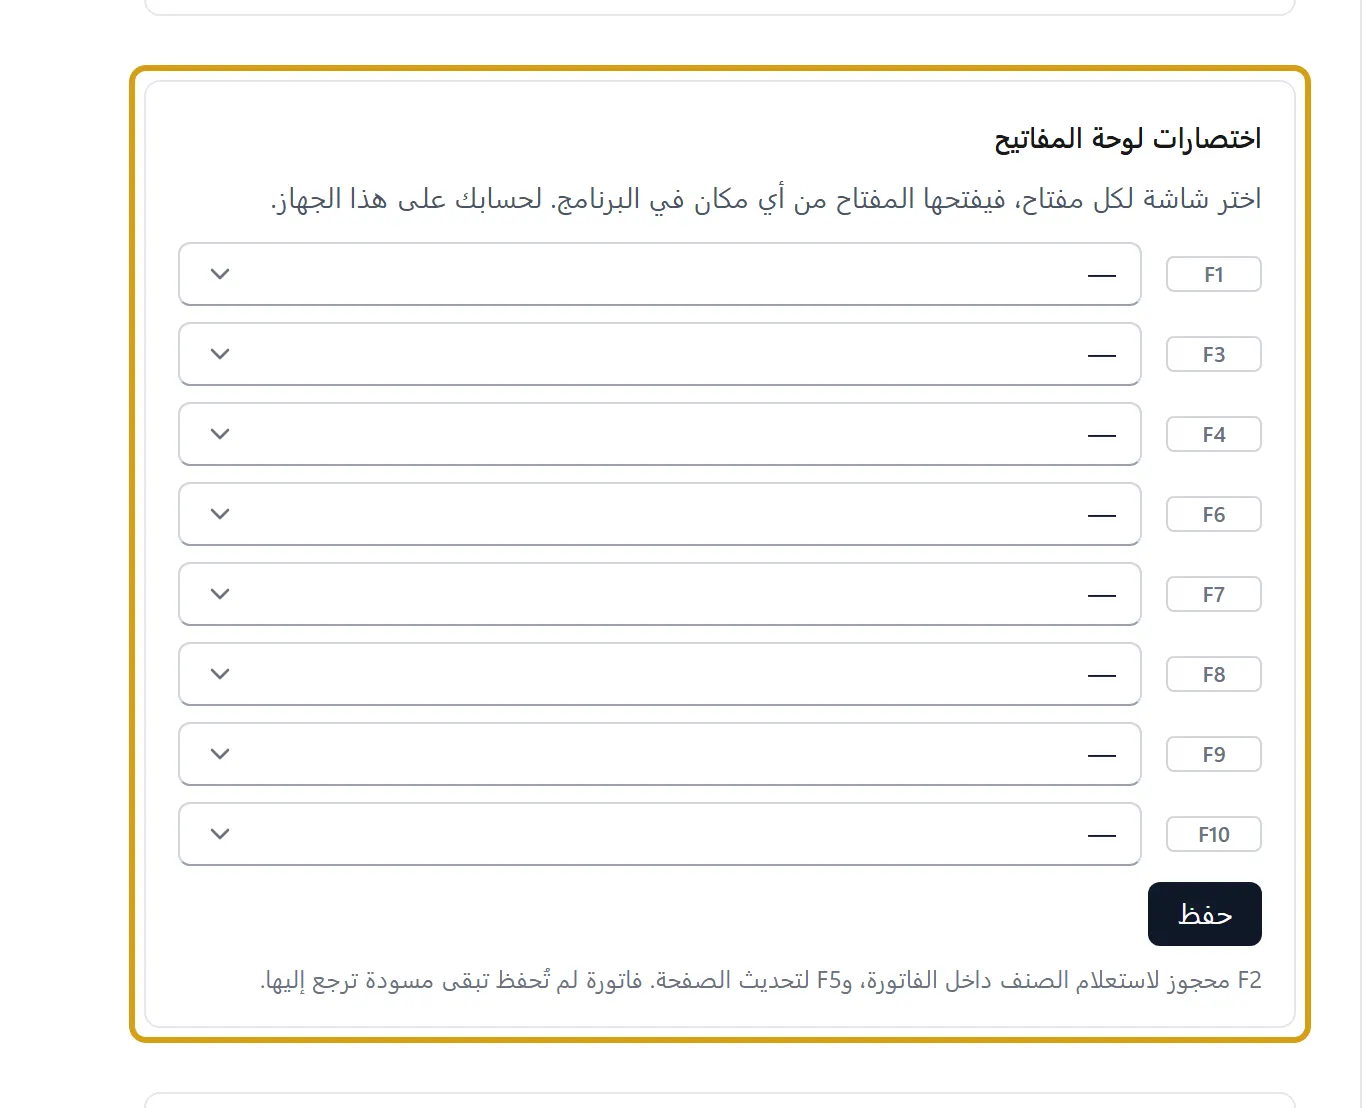 اختصارات لوحة المفاتيح
اختر شاشة لكل مفتاح، فيفتحها المفتاح من أي مكان في البرنامج. لحسابك على هذا الجهاز.
F1 —
F3 —
F4 —
F6 —
F7 —
F8 —
F9 —
F10 —
حفظ
F2 محجوز لاستعلام الصنف داخل الفاتورة، وF5 لتحديث الصفحة. فاتورة لم تُحفظ تبقى مسودة ترجع إليها.